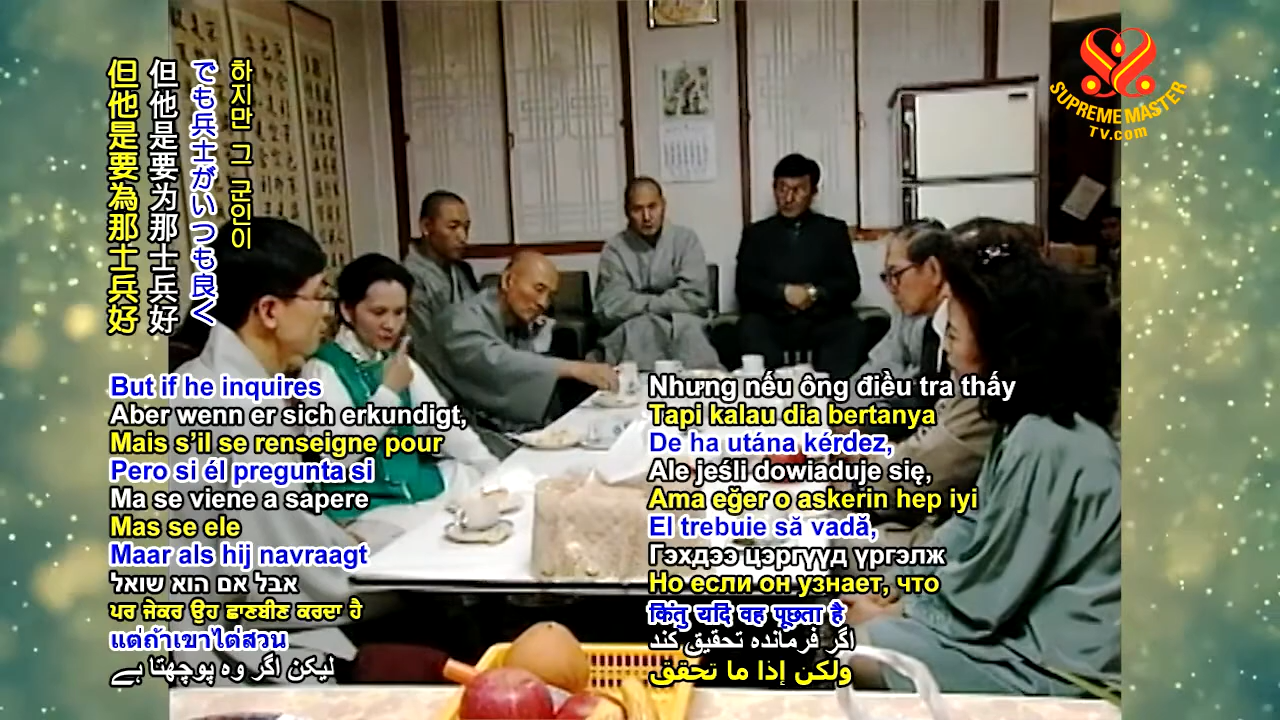 하지만 그 군인이
でも兵士がいつも良く
但他是要为那士兵好
但他是要為那士兵好
SUPREME MASTER
TV.com
But if he inquires
Aber wenn er sich erkundigt,
Mais s'il se renseigne pour
Pero si él pregunta si
Ma se viene a sapere
Mas se ele
Maar als hij navraagt
אבל אם הוא שואל
ਪਰ ਜੇਕਰ ਉਹ ਛਾਣਬੀਣ ਕਰਦਾ ਹੈ
แต่ถ้าเขาไต่สวน
لیکن اگر وہ پوچھتا ہے
Nhưng nếu ông điều tra thấy
Tapi kalau dia bertanya
De ha utána kérdez,
Ale jeśli dowiaduje się,
Ama eğer o askerin hep iyi
El trebuie să vadă,
Гэхдээ цэргүүд үргэлж
Но если он узнает, что
किंतु यदि वह पूछता है
اگر فرمانده تحقیق کند
ولكن إذا ما تحقق